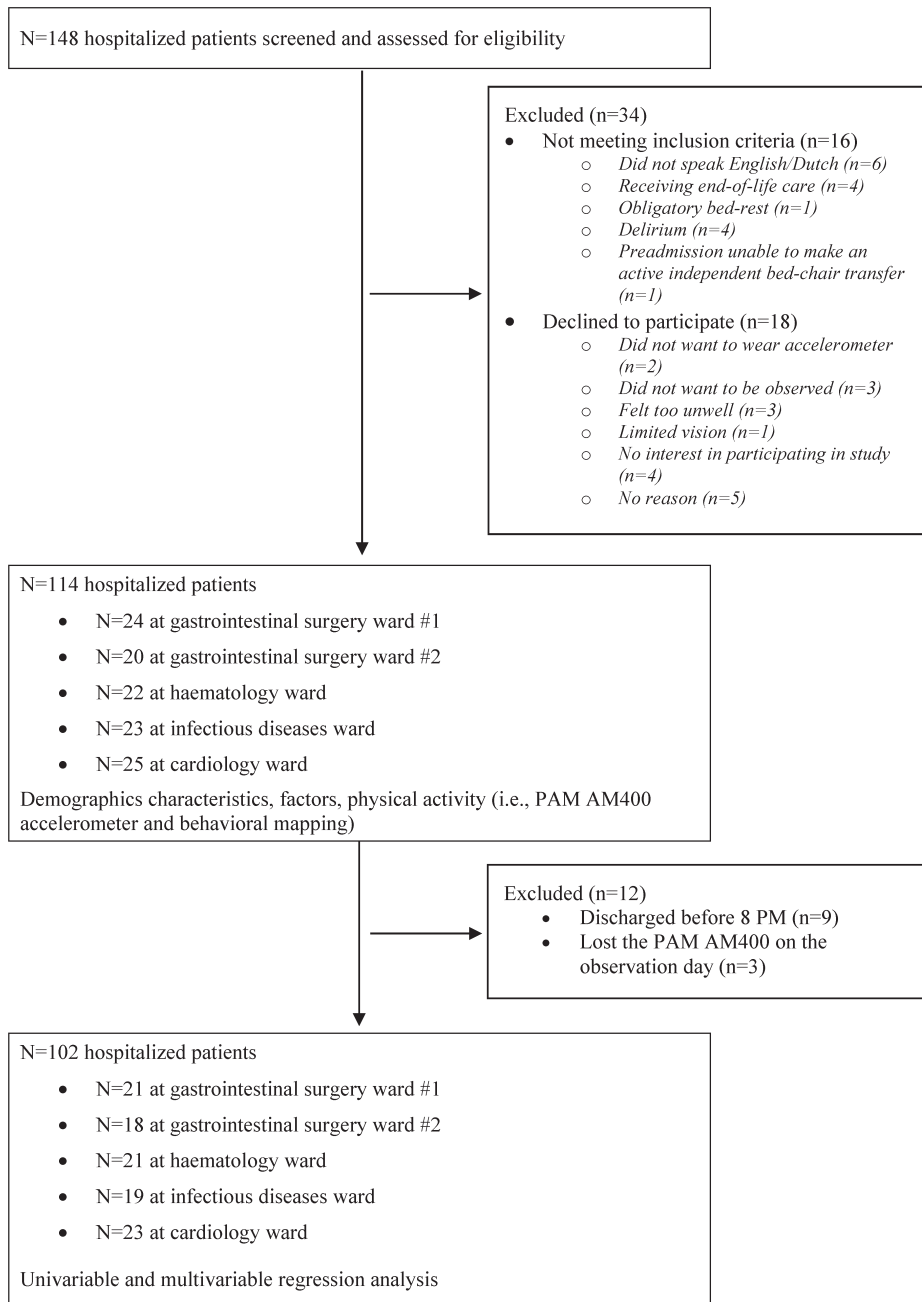 N=148 hospitalized patients screened and assessed for eligibility
Excluded (n=34)
• Not meeting inclusion criteria (n=16)
o Did not speak English/Dutch (n=6)
o Receiving end-of-life care (n=4)
o Obligatory bed-rest (n=1)
o Delirium (n=4)
o Preadmission unable to make an
active independent bed-chair transfer
(n=1)
• Declined to participate (n=18)
o Did not want to wear accelerometer
(n=2)
o Did not want to be observed (n=3)
o Felt too unwell (n=3)
o Limited vision (n=1)
o No interest in participating in study
(n=4)
o No reason (n=5)
N=114 hospitalized patients
• N=24 at gastrointestinal surgery ward #1
• N=20 at gastrointestinal surgery ward #2
• N=22 at haematology ward
• N=23 at infectious diseases ward
• N=25 at cardiology ward
Demographics characteristics, factors, physical activity (i.e., PAM AM400
accelerometer and behavioral mapping)
Excluded (n=12)
• Discharged before 8 PM (n=9)
• Lost the PAM AM400 on the
observation day (n=3)
N=102 hospitalized patients
• N=21 at gastrointestinal surgery ward #1
• N=18 at gastrointestinal surgery ward #2
• N=21 at haematology ward
• N=19 at infectious diseases ward
• N=23 at cardiology ward
Univariable and multivariable regression analysis